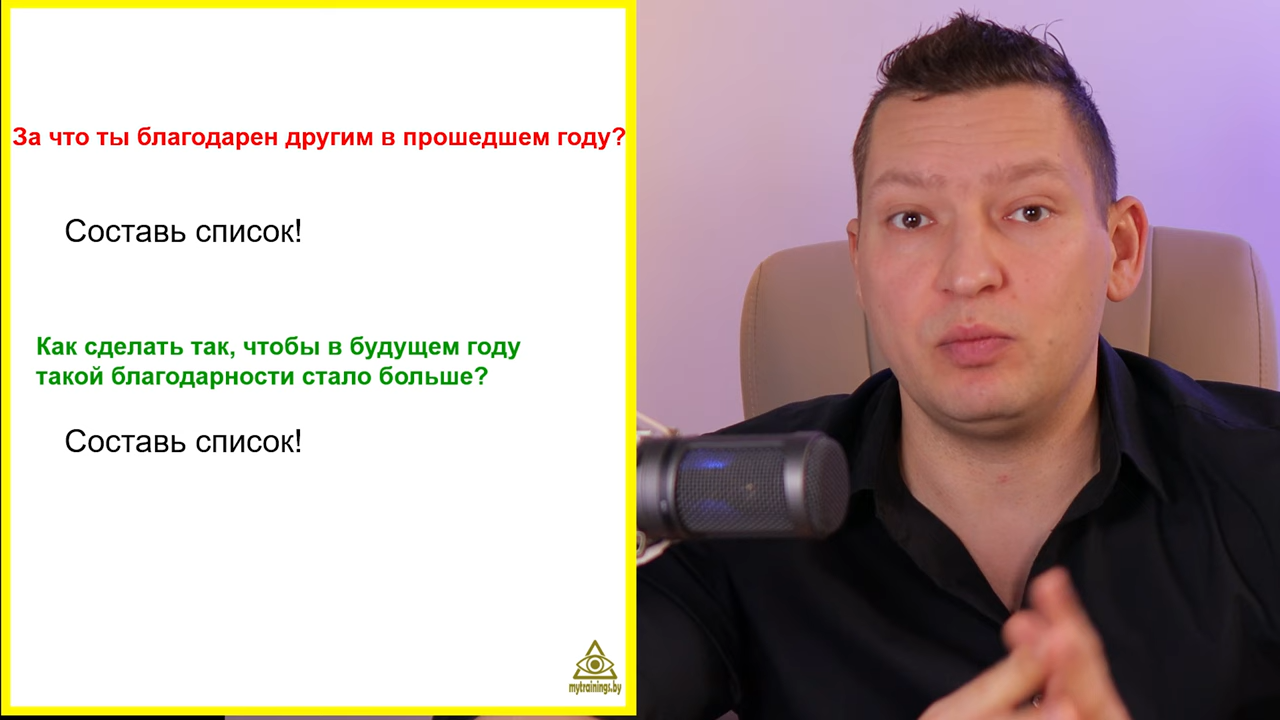 За что ты благодарен другим в прошедшем году?
Составь список!
Как сделать так, чтобы в будущем году
такой благодарности стало больше?
Составь список!
mytrainings.by